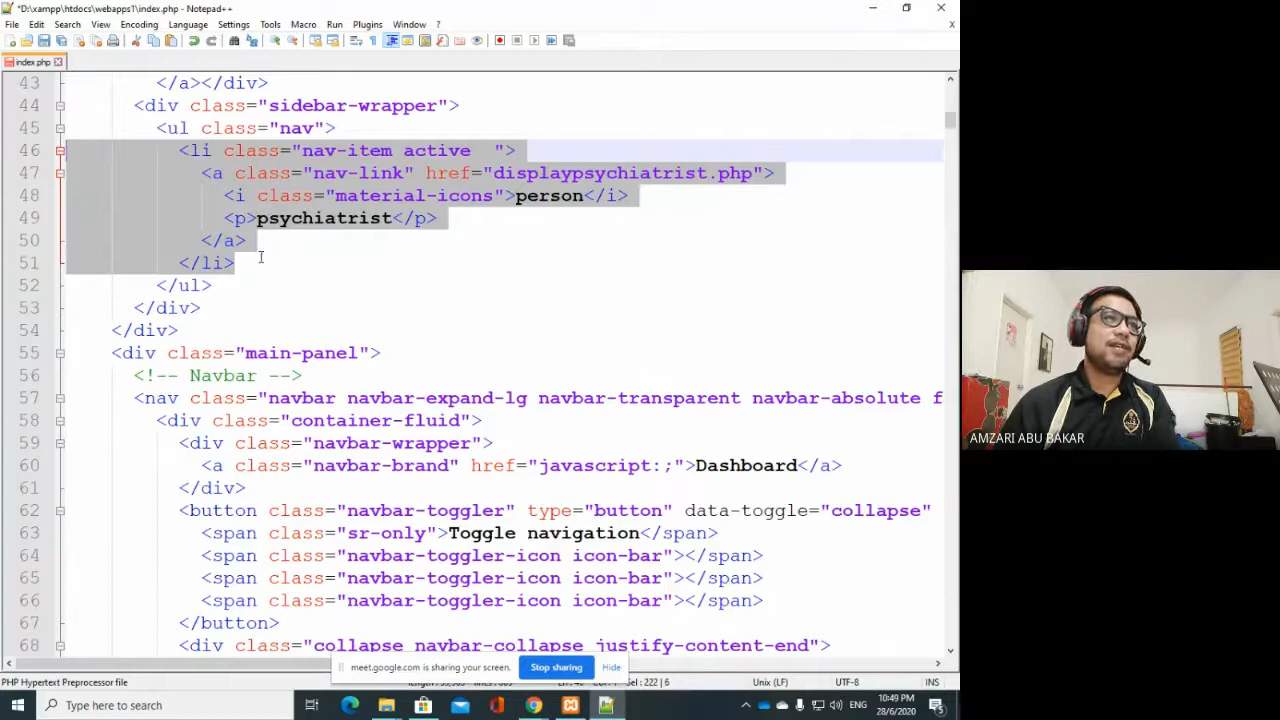 *D:\xampp\htdocs\webapps1\index.php - Notepad++
File Edit Search View Encoding Language Settings Tools Macro Run Plugins Window ?
X
index.php
43 </a></div>
44 <div class="sidebar-wrapper">
45 <ul class="nav">
46 <li class="nav-item active  ">
47 <a class="nav-link" href="displaypsychiatrist.php">
48 <i class="material-icons">person</i>
49 <p>psychiatrist</p>
50 </a>
51 </li>
52 </ul>
53 </div>
54 </div>
55 <div class="main-panel">
56 <!-- Navbar -->
57 <nav class="navbar navbar-expand-lg navbar-transparent navbar-absolute f
58 <div class="container-fluid">
59 <div class="navbar-wrapper">
60 <a class="navbar-brand" href="javascript:;">Dashboard</a>
61 </div>
62 <button class="navbar-toggler" type="button" data-toggle="collapse"
63 <span class="sr-only">Toggle navigation</span>
64 <span class="navbar-toggler-icon icon-bar"></span>
65 <span class="navbar-toggler-icon icon-bar"></span>
66 <span class="navbar-toggler-icon icon-bar"></span>
67 </button>
68 <div class="collapse navbar-collapse justify-content-end">
meet.google.com is sharing your screen. Stop sharing Hide
PHP Hypertext Preprocessor file Sel : 222 | 6 Unix (LF) UTF-8 INS
Type here to search
ENG
10:49 PM
28/6/2020
5
AMZARI ABU BAKAR